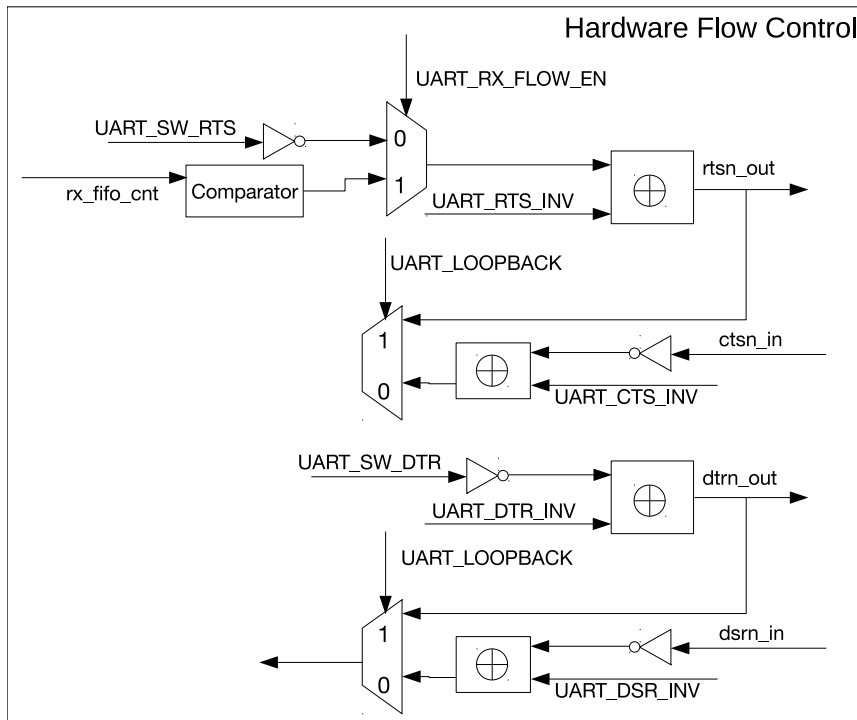 Hardware Flow Control
UART_RX_FLOW_EN
UART_SW_RTS
0
rx_fifo_cnt
Comparator
1
rtsn_out
UART_RTS_INV
UART_LOOPBACK
1
ctsn_in
0
UART_CTS_INV
UART_SW_DTR
dtrn_out
UART_DTR_INV
UART_LOOPBACK
1
dsrn_in
0
UART_DSR_INV